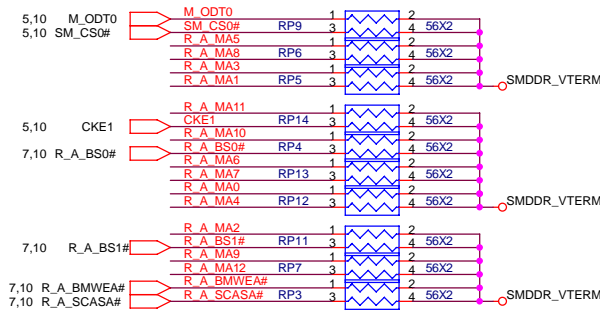 M_ODT0 1 2
5,10 M_ODT0
SM_CS0# RP9 3 4 56X2
5,10 SM_CS0#
R_A_MA5 1 2
R_A_MA8 RP6 3 4 56X2
R_A_MA3 1 2
R_A_MA1 RP5 3 4 56X2
SMDDR_VTERM
R_A_MA11 1 2
5,10 CKE1
CKE1 RP14 3 4 56X2
R_A_MA10 1 2
7,10 R_A_BS0#
R_A_BS0# RP4 3 4 56X2
R_A_MA6 1 2
R_A_MA7 RP13 3 4 56X2
R_A_MA0 1 2
R_A_MA4 RP12 3 4 56X2
SMDDR_VTERM
R_A_MA2 1 2
7,10 R_A_BS1#
R_A_BS1# RP11 3 4 56X2
R_A_MA9 1 2
R_A_MA12 RP7 3 4 56X2
R_A_BMWEA# 1 2
7,10 R_A_BMWEA#
R_A_SCASA# RP3 3 4 56X2
7,10 R_A_SCASA#
SMDDR_VTERM